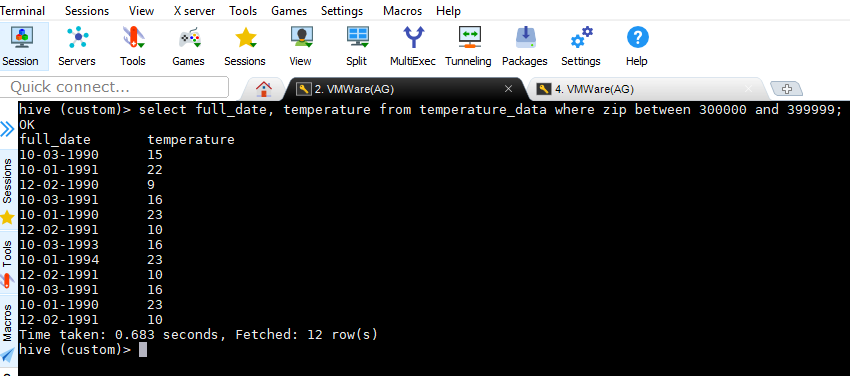 Terminal Sessions View X server Tools Games Settings Macros Help
Session Servers Tools Games Sessions View Split MultiExec Tunneling Packages Settings Help
Quick connect... 2. VMWare(AG) 4. VMWare(AG)
Sessions
Tools
Macros
hive (custom)> select full_date, temperature from temperature_data where zip between 300000 and 399999;
OK
full_date temperature
10-03-1990 15
10-01-1991 22
12-02-1990 9
10-03-1991 16
10-01-1990 23
12-02-1991 10
10-03-1993 16
10-01-1994 23
12-02-1991 10
10-03-1991 16
10-01-1990 23
12-02-1991 10
Time taken: 0.683 seconds, Fetched: 12 row(s)
hive (custom)>